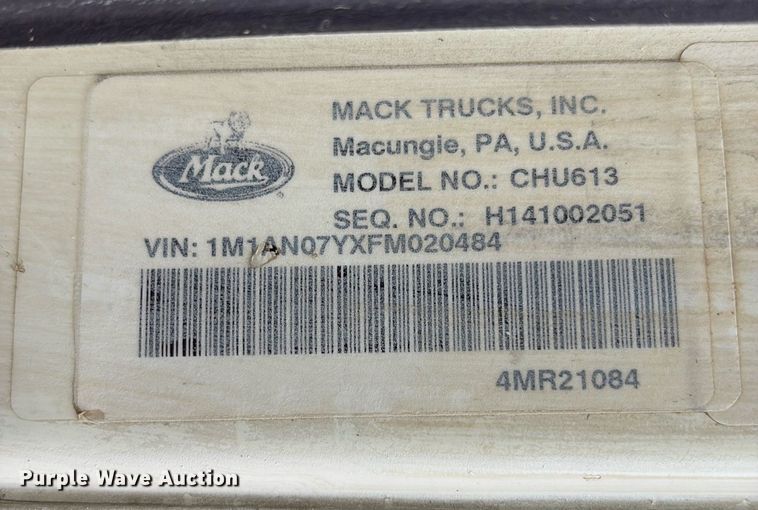 MACK TRUCKS, INC.
Macungie, PA, U.S.A.
Mack
MODEL NO.: CHU613
SEQ. NO.: H141002051
VIN: 1M1AN07YXFM020484
4MR21084
Purple Wave Auction